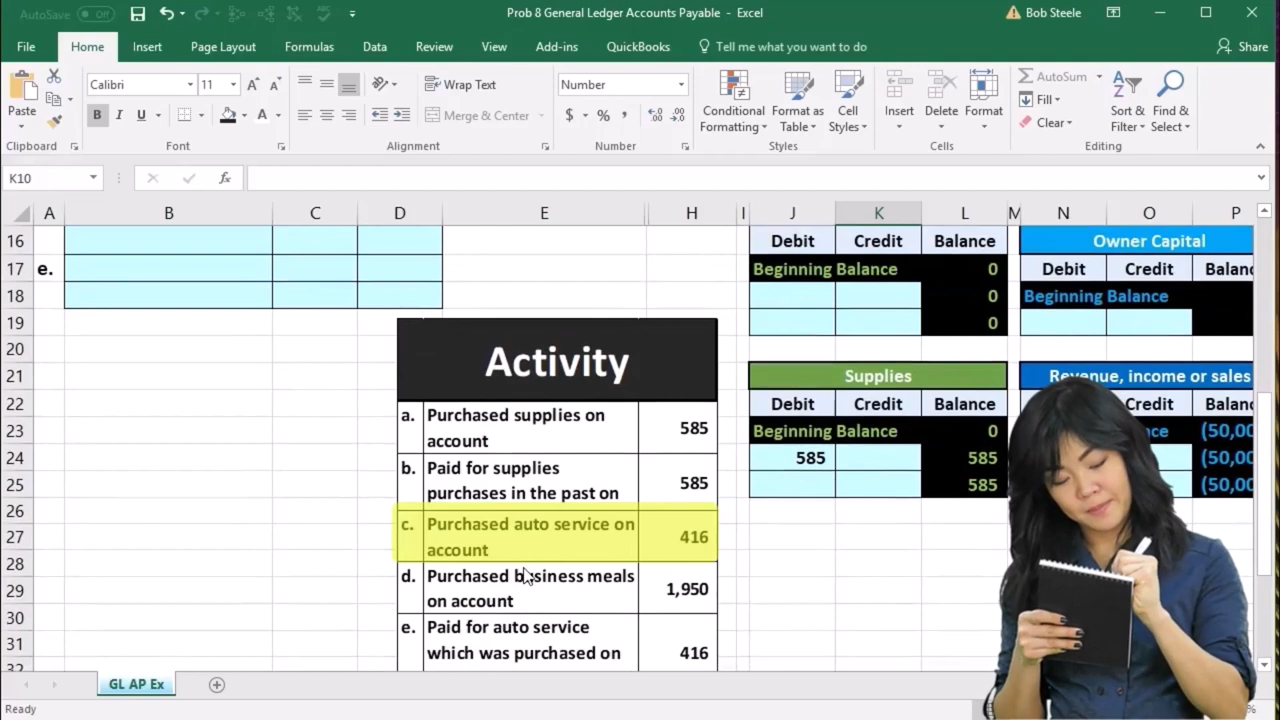 AutoSave Off
Prob 8 General Ledger Accounts Payable - Excel
Bob Steele
File Home Insert Page Layout Formulas Data Review View Add-ins QuickBooks Tell me what you want to do Share
Paste
Calibri 11
Wrap Text
Number
AutoSum
B I U
Merge & Center
$ % ,
Conditional Formatting
Format as Table
Cell Styles
Insert
Delete
Format
Fill
Clear
Sort & Filter
Find & Select
Clipboard Font Alignment Number Styles Cells Editing
K10
fx
A B C D E H I J K L M N O P
16 Debit Credit Balance Owner Capital
17 e. Beginning Balance 0 Debit Credit Balanc
18 0 Beginning Balance
19 0
20 Activity
21 Supplies Revenue, income or sales
22 a. Purchased supplies on account 585 Debit Credit Balanc
23 Beginning Balance 0 (50,00
24 b. Paid for supplies 585 585 (50,00
25 purchases in the past on 585 585 (50,00
26 c. Purchased auto service on
27 account 416
28 d. Purchased business meals
29 on account 1,950
30 e. Paid for auto service
31 which was purchased on 416
32
GL AP Ex
Ready
%